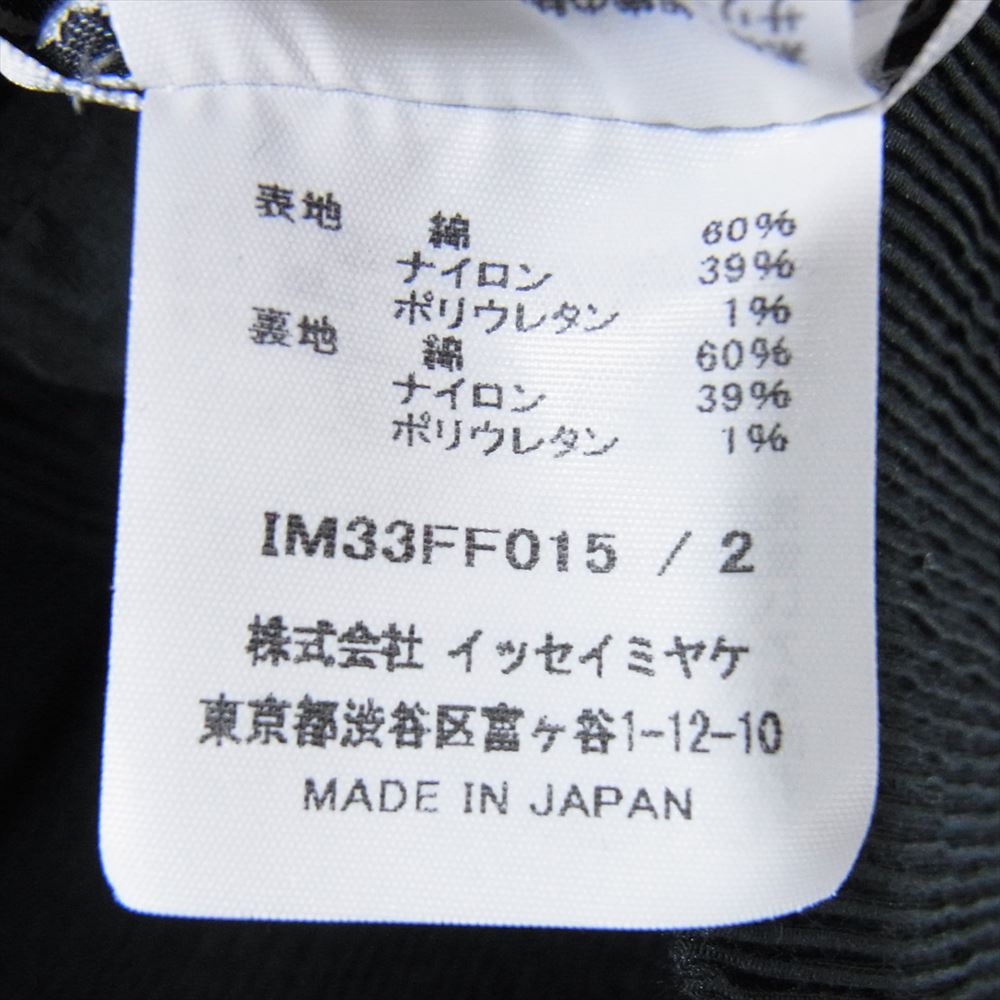 表地 綿 60%
ナイロン 39%
ポリウレタン 1%
裏地 綿 60%
ナイロン 39%
ポリウレタン 1%
IM33FF015 / 2
株式会社 イッセイミヤケ
東京都渋谷区富ヶ谷1-12-10
MADE IN JAPAN